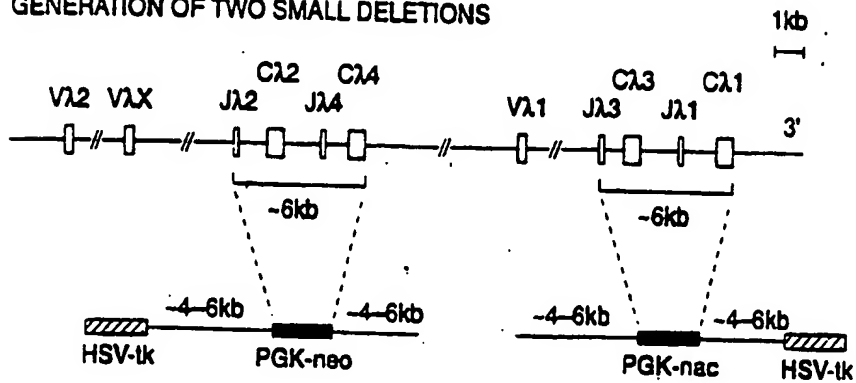 GENERATION OF TWO SMALL DELETIONS
1kb
Cλ2 Cλ4 Cλ3 Cλ1
Vλ2 VλX Jλ2 Jλ4 Vλ1 Jλ3 Jλ1 3'
~6kb ~6kb
~4-6kb ~4-6kb ~4-6kb ~4-6kb
HSV-tk PGK-neo PGK-nac HSV-tk